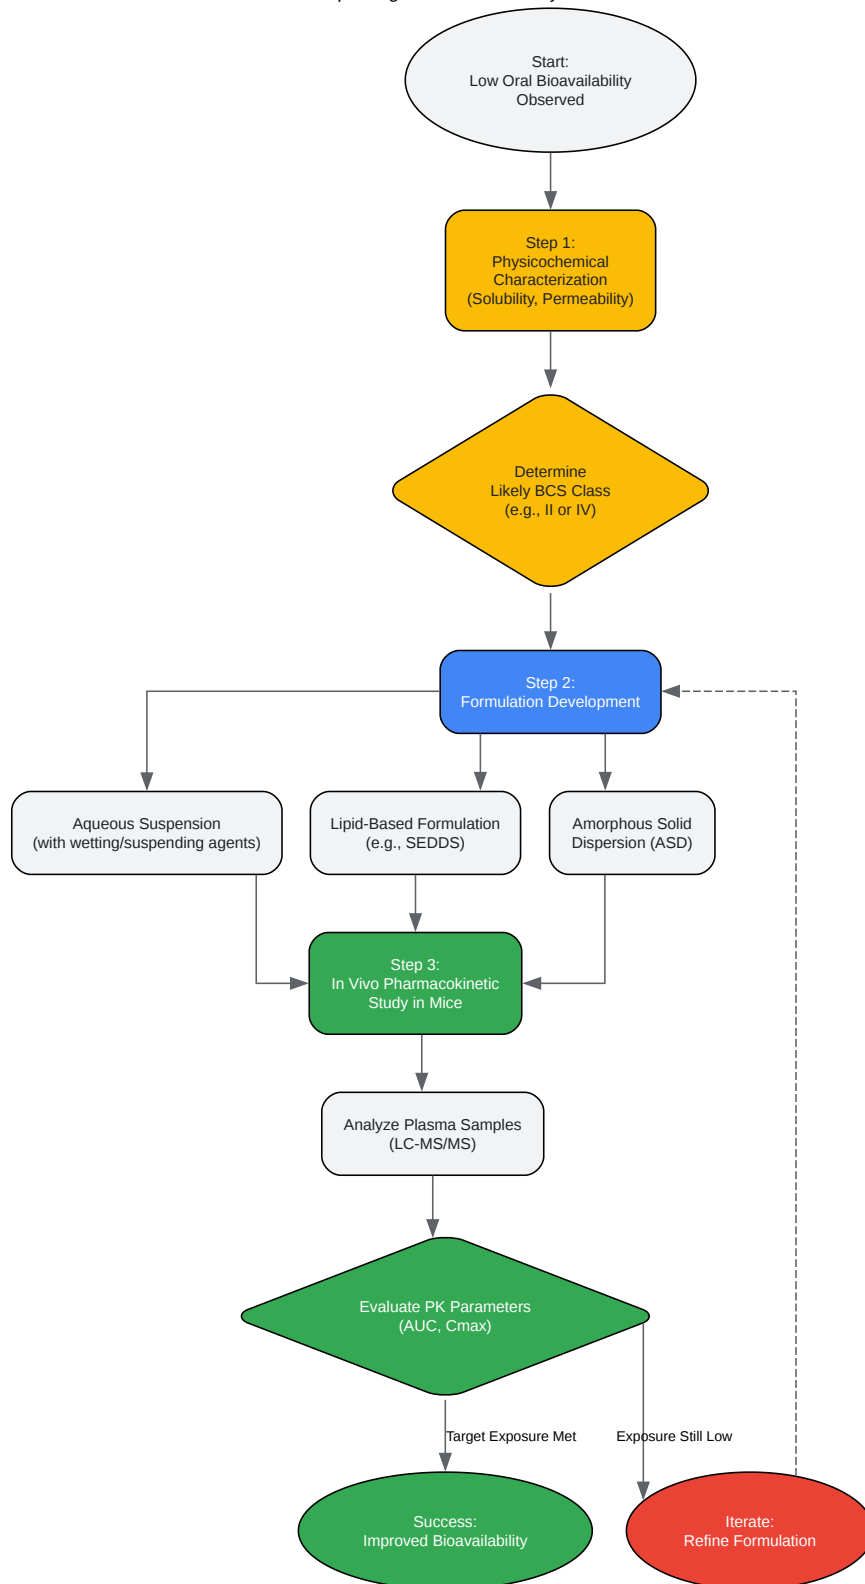 Start:
Low Oral Bioavailability
Observed
Step 1:
Physicochemical
Characterization
(Solubility, Permeability)
Determine
Likely BCS Class
(e.g., II or IV)
Step 2:
Formulation Development
Aqueous Suspension
(with wetting/suspending agents)
Lipid-Based Formulation
(e.g., SEDDS)
Amorphous Solid
Dispersion (ASD)
Step 3:
In Vivo Pharmacokinetic
Study in Mice
Analyze Plasma Samples
(LC-MS/MS)
Evaluate PK Parameters
(AUC, Cmax)
Target Exposure Met
Exposure Still Low
Success:
Improved Bioavailability
Iterate:
Refine Formulation